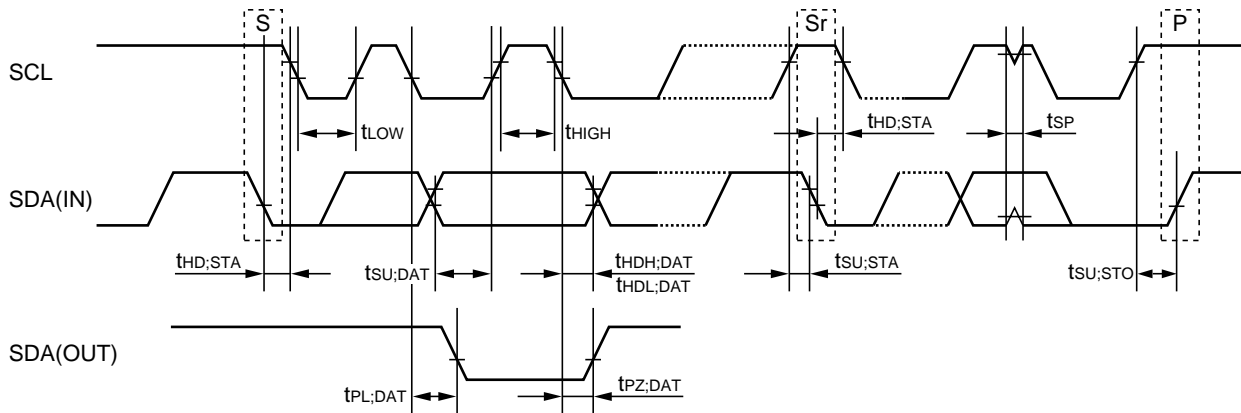 S Sr P
SCL
tLOW tHIGH tHD;STA tSP
SDA(IN)
tHD;STA tSU;DAT tHDH;DAT tSU;STA tSU;STO
tHDL;DAT
SDA(OUT)
tPL;DAT tPZ;DAT